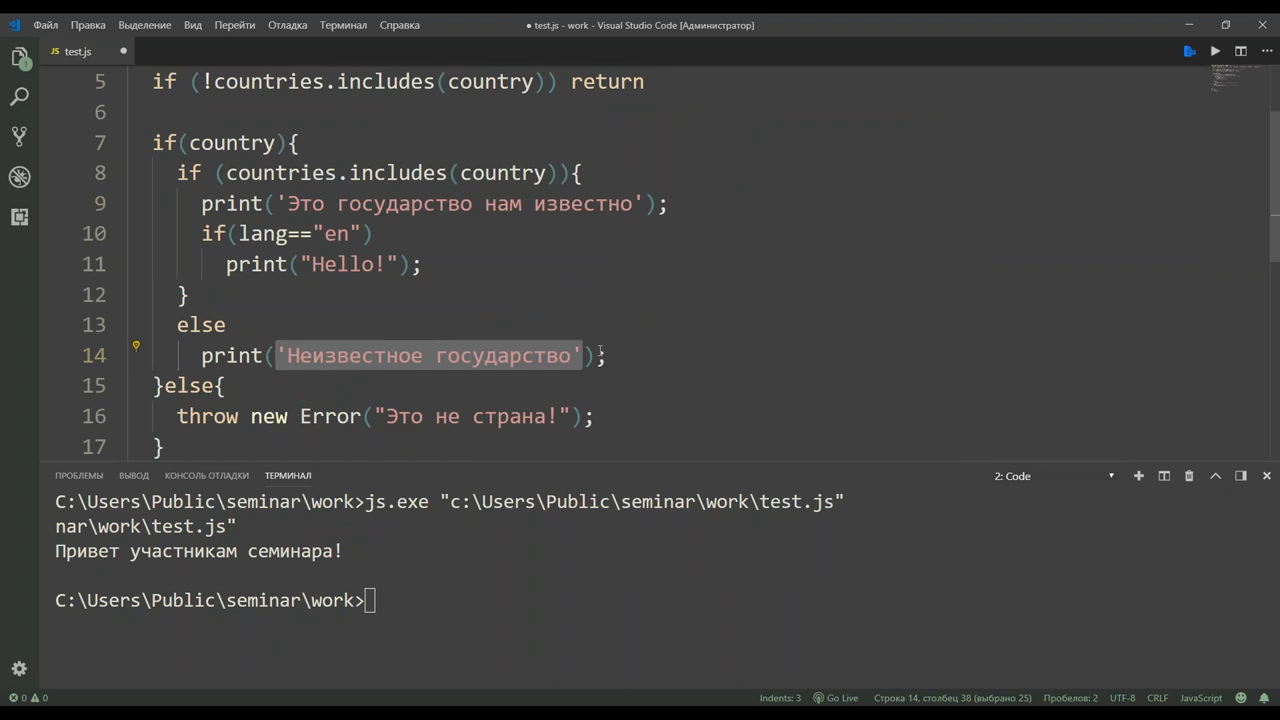 Файл Правка Выделение Вид Перейти Отладка Терминал Справка ● test.js - work - Visual Studio Code [Администратор]
JS test.js ●
5 if (!countries.includes(country)) return
6
7 if(country){
8 if (countries.includes(country)){
9 print('Это государство нам известно');
10 if(lang=="en")
11 print("Hello!");
12 }
13 else
14 print('Неизвестное государство');
15 }else{
16 throw new Error("Это не страна!");
17 }
ПРОБЛЕМЫ ВЫВОД КОНСОЛЬ ОТЛАДКИ ТЕРМИНАЛ 2: Code
C:\Users\Public\seminar\work>js.exe "c:\Users\Public\seminar\work\test.js"
nar\work\test.js"
Привет участникам семинара!
C:\Users\Public\seminar\work>
0 0 Indents: 3 Go Live Строка 14, столбец 38 (выбрано 25) Пробелов: 2 UTF-8 CRLF JavaScript